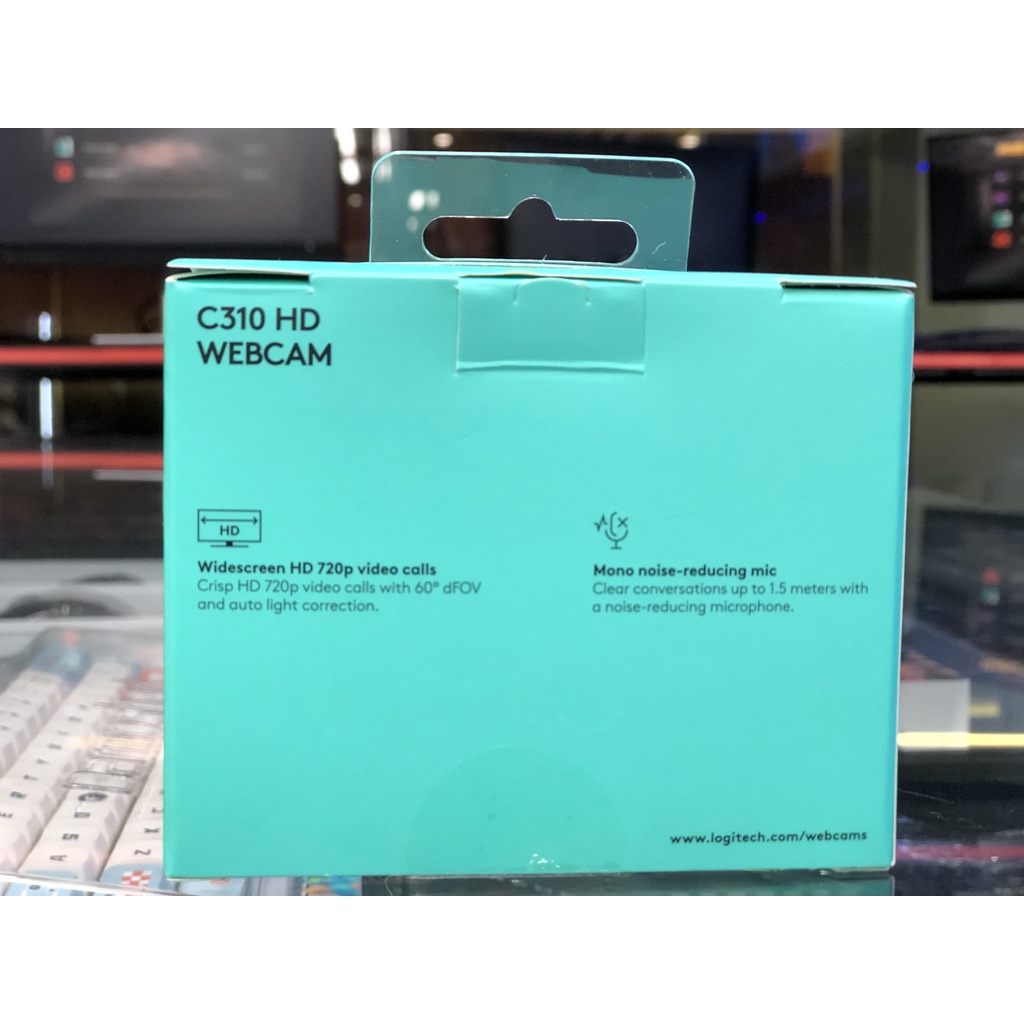 C310 HD
WEBCAM
HD
Widescreen HD 720p video calls
Crisp HD 720p video calls with 60° dFOV
and auto light correction.
Mono noise-reducing mic
Clear conversations up to 1.5 meters with
a noise-reducing microphone.
www.logitech.com/webcams